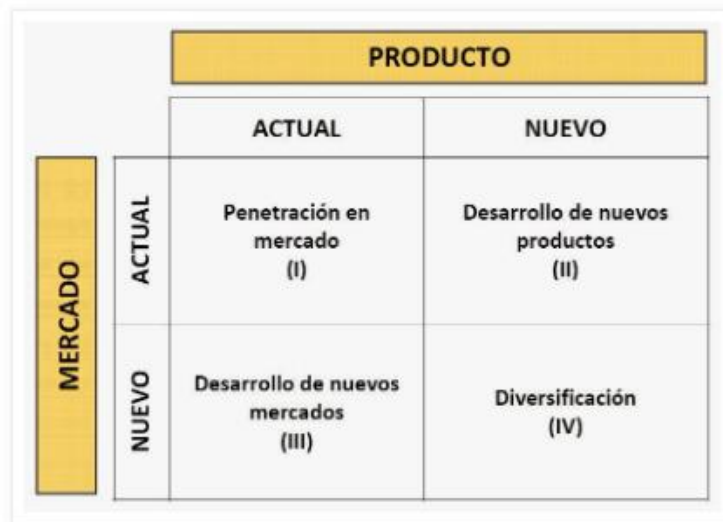 PRODUCTO
ACTUAL
NUEVO
MERCADO
ACTUAL
Penetración en
mercado
(I)
Desarrollo de nuevos
productos
(II)
NUEVO
Desarrollo de nuevos
mercados
(III)
Diversificación
(IV)